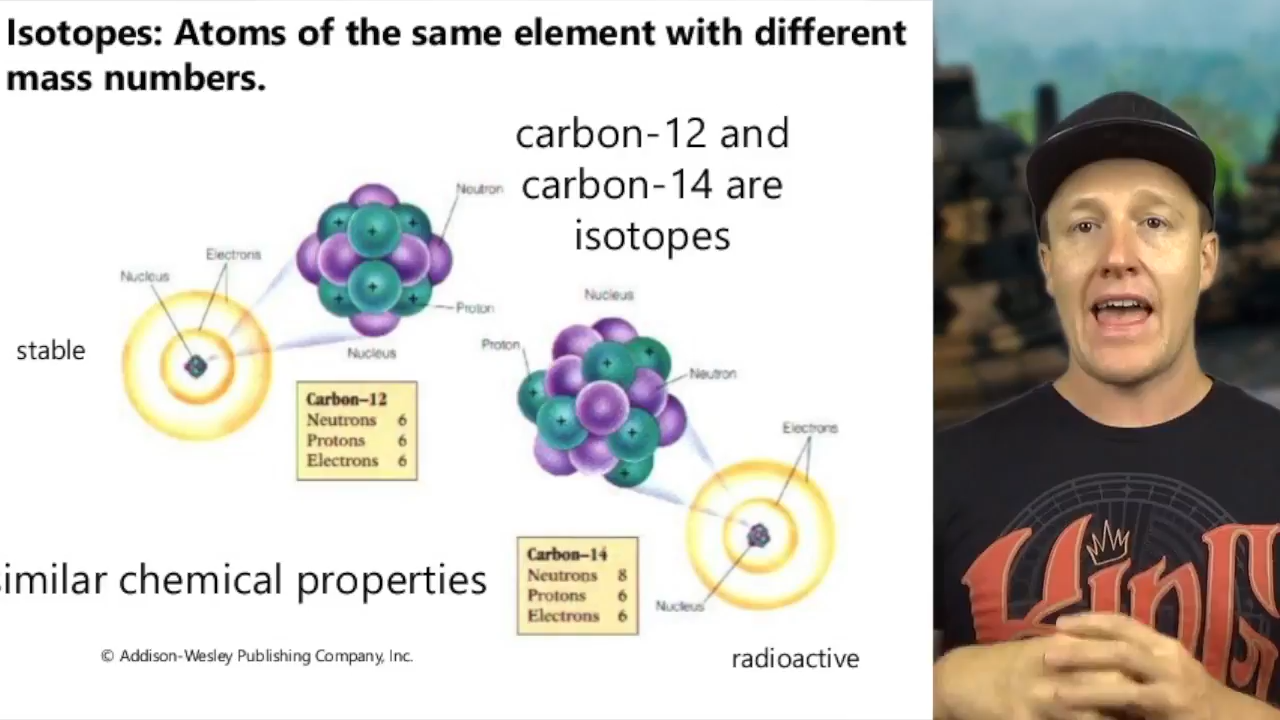 Isotopes: Atoms of the same element with different
mass numbers.
carbon-12 and
carbon-14 are
isotopes
Neutron
Electrons
Nucleus
Proton
Nucleus
stable
Carbon–12
Neutrons 6
Protons 6
Electrons 6
Nucleus
Proton
Neutron
Electrons
Carbon–14
Neutrons 8
Protons 6
Electrons 6
Nucleus
similar chemical properties
© Addison-Wesley Publishing Company, Inc.
radioactive
KING